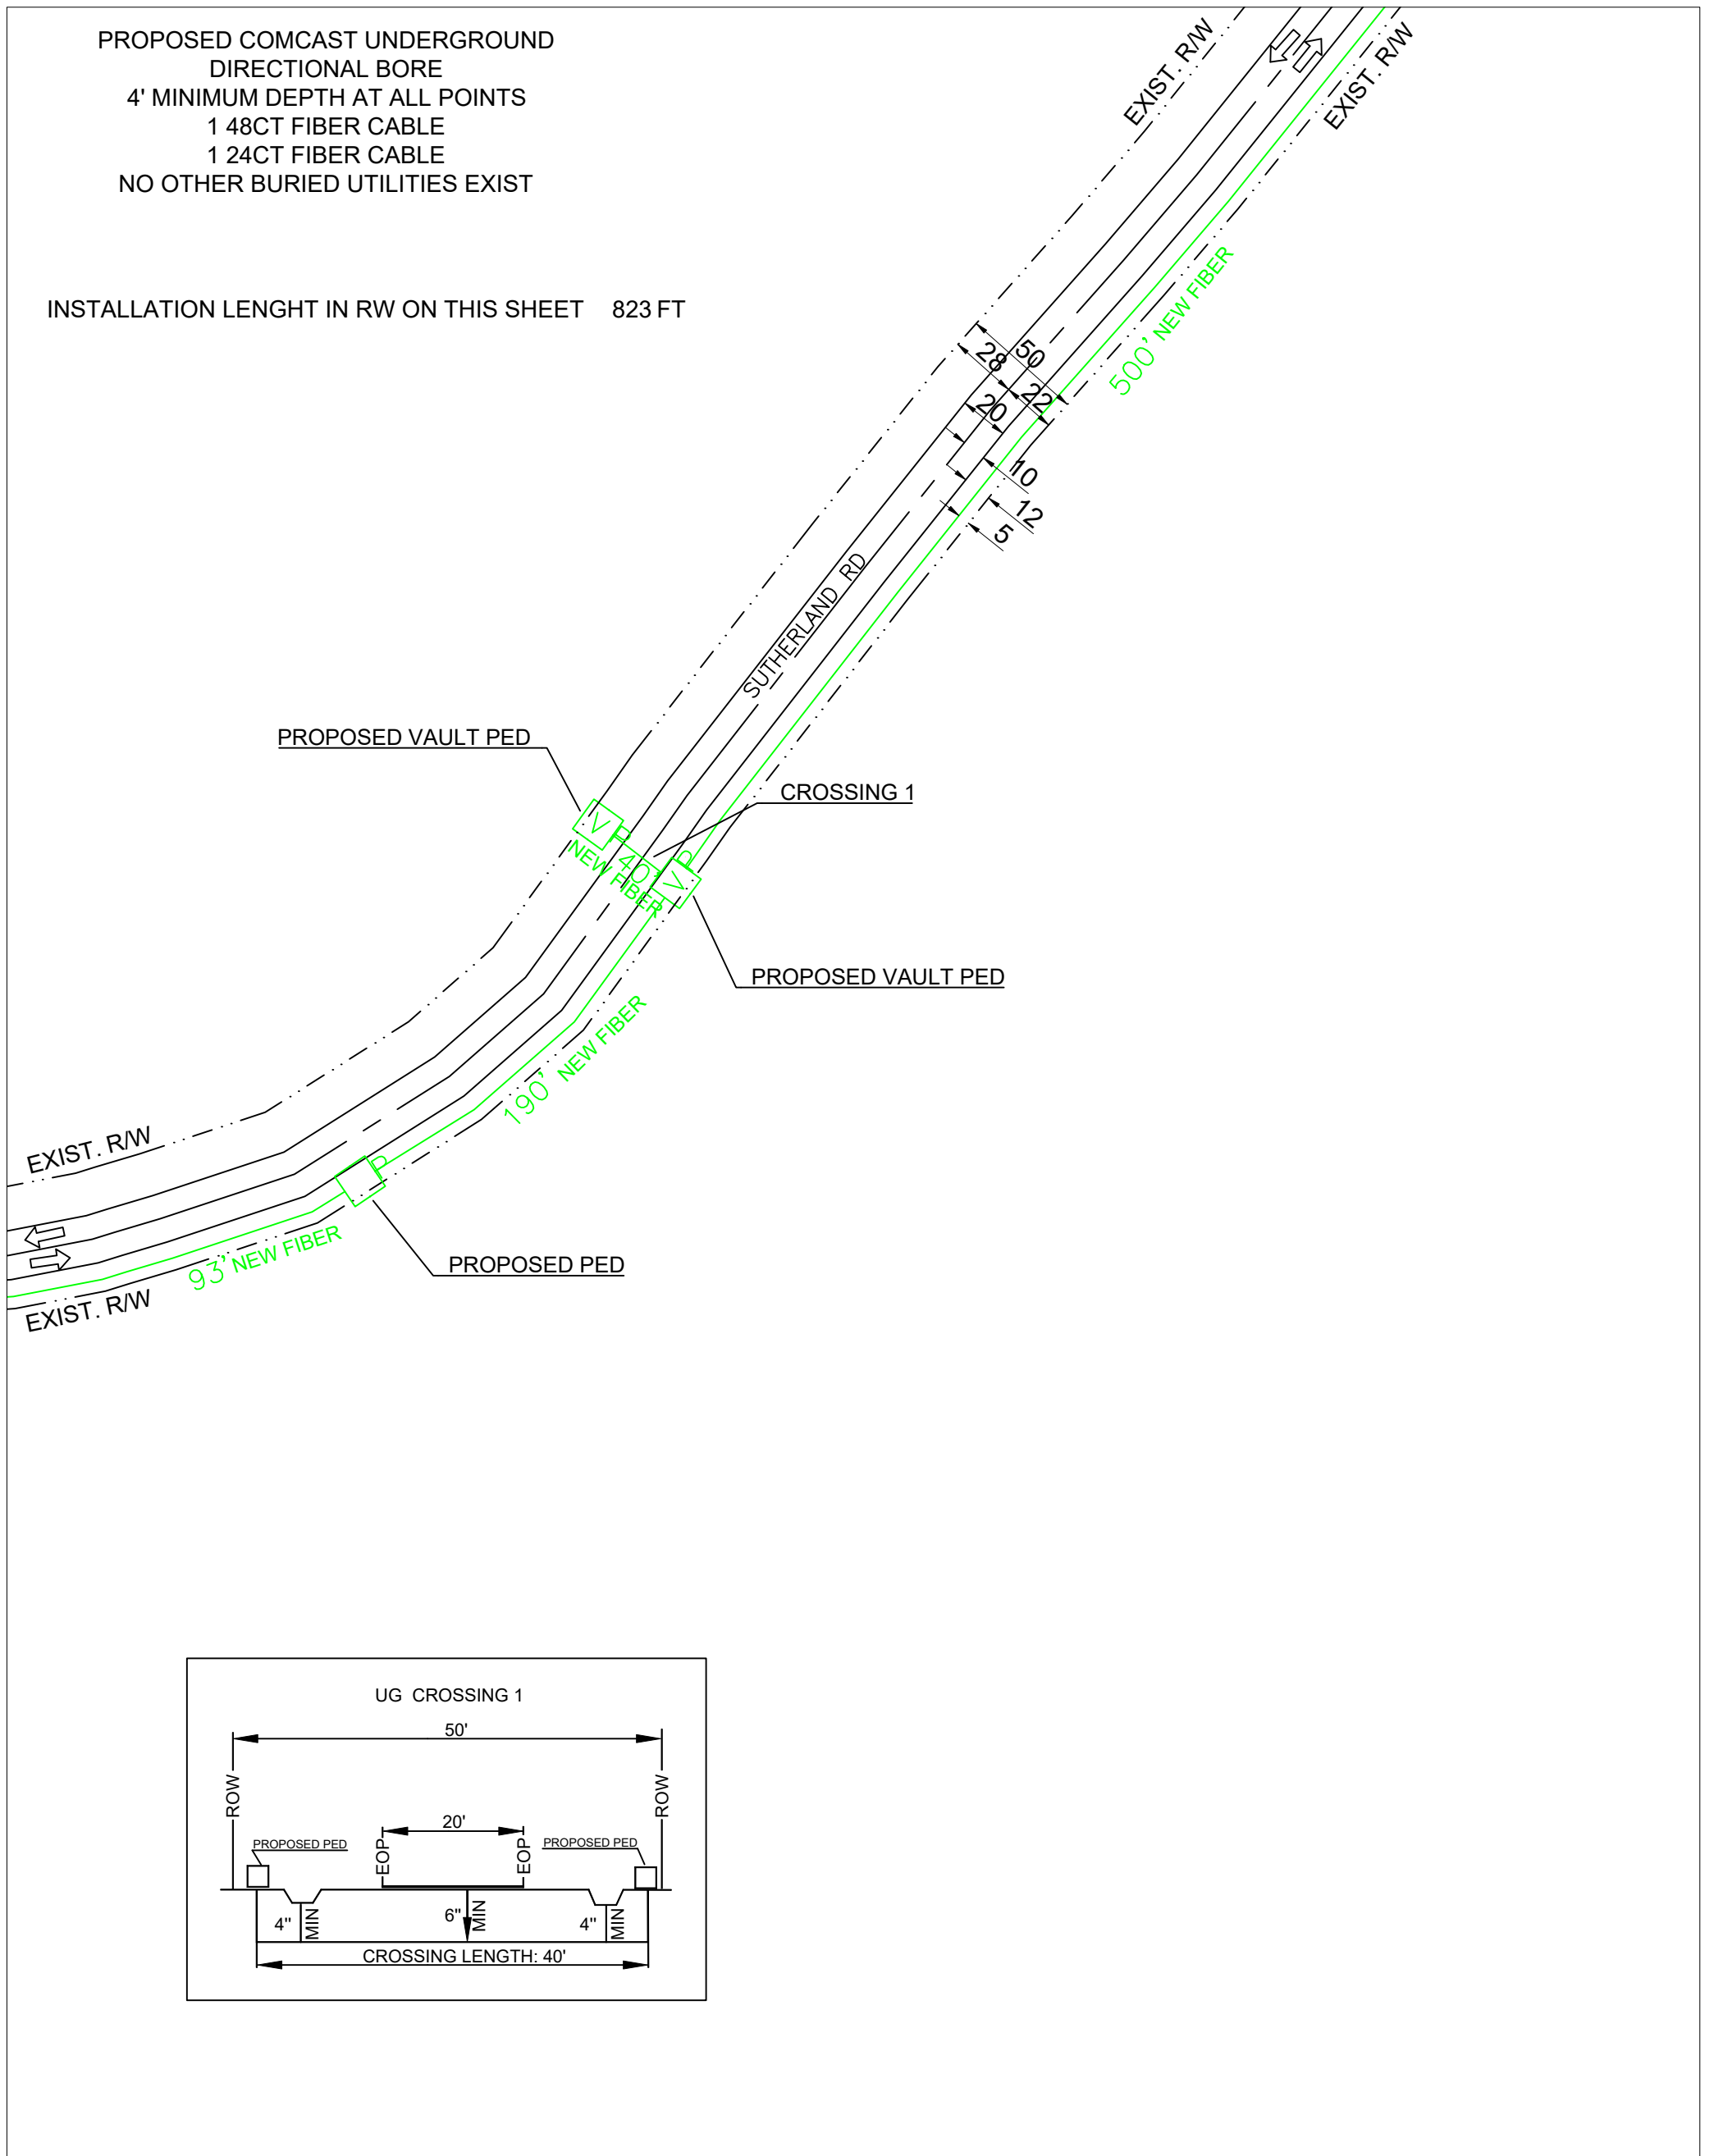 PROPOSED COMCAST UNDERGROUND
DIRECTIONAL BORE
4' MINIMUM DEPTH AT ALL POINTS
1 48CT FIBER CABLE
1 24CT FIBER CABLE
NO OTHER BURIED UTILITIES EXIST
INSTALLATION LENGHT IN RW ON THIS SHEET 823 FT
EXIST. R/W
EXIST. R/W
500' NEW FIBER
50
28
22
20
10
12
5
SUTHERLAND RD
PROPOSED VAULT PED
CROSSING 1
V
P
40'
NEW FIBER
V
P
PROPOSED VAULT PED
190' NEW FIBER
EXIST. R/W
P
93' NEW FIBER
PROPOSED PED
EXIST. R/W
UG CROSSING 1
50'
ROW
ROW
20'
PROPOSED PED
EOP
EOP
PROPOSED PED
4"
MIN
6"
MIN
4"
MIN
CROSSING LENGTH: 40'